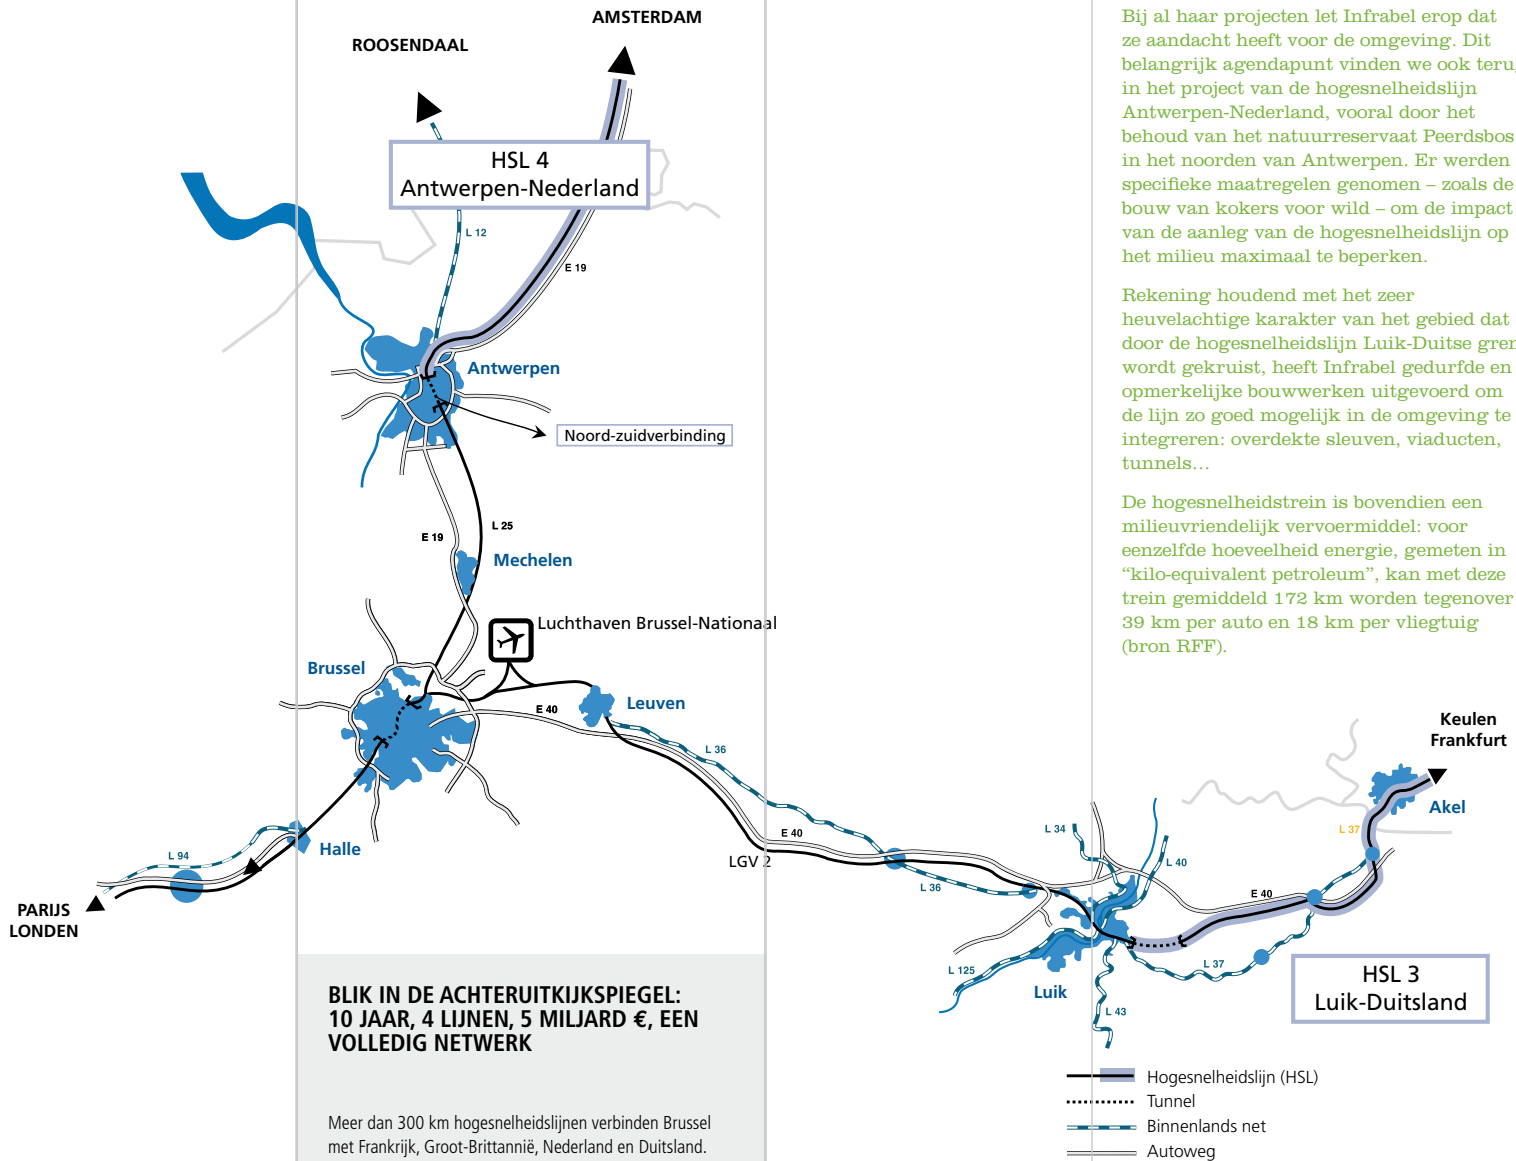 AMSTERDAM
ROOSENDAAL
HSL 4
Antwerpen-Nederland
L 12
E 19
Antwerpen
Noord-zuidverbinding
L 25
E 19
Mechelen
Luchthaven Brussel-Nationaal
Brussel
Leuven
E 40
L 36
Halle
L 94
PARIJS
LONDEN
E 40
LGV 2
L 36
L 34
L 40
L 125
Luik
L 43
L 37
E 40
L 37
Keulen
Frankfurt
Akel
HSL 3
Luik-Duitsland
Hogesnelheidslijn (HSL)
Tunnel
Binnenlands net
Autoweg
BLIK IN DE ACHTERUITKIJKSPIEGEL:
10 JAAR, 4 LIJNEN, 5 MILJARD €, EEN
VOLLEDIG NETWERK
Meer dan 300 km hogesnelheidslijnen verbinden Brussel
met Frankrijk, Groot-Brittannië, Nederland en Duitsland.
Bij al haar projecten let Infrabel erop dat
ze aandacht heeft voor de omgeving. Dit
belangrijk agendapunt vinden we ook
in het project van de hogesnelheidslijn
Antwerpen-Nederland, vooral door het
behoud van het natuurreservaat Peerdsbos
in het noorden van Antwerpen. Er werden
specifieke maatregelen genomen – zoals de
bouw van kokers voor wild – om de impact
van de aanleg van de hogesnelheidslijn op
het milieu maximaal te beperken.
Rekening houdend met het zeer
heuvelachtige karakter van het gebied dat
door de hogesnelheidslijn Luik-Duitse
wordt gekruist, heeft Infrabel gedurfde en
opmerkelijke bouwwerken uitgevoerd om
de lijn zo goed mogelijk in de omgeving te
integreren: overdekte sleuven, viaducten,
tunnels…
De hogesnelheidstrein is bovendien een
milieuvriendelijk vervoermiddel: voor
eenzelfde hoeveelheid energie, gemeten in
“kilo-equivalent petroleum”, kan met deze
trein gemiddeld 172 km worden tegenover
39 km per auto en 18 km per vliegtuig
(bron RFF).